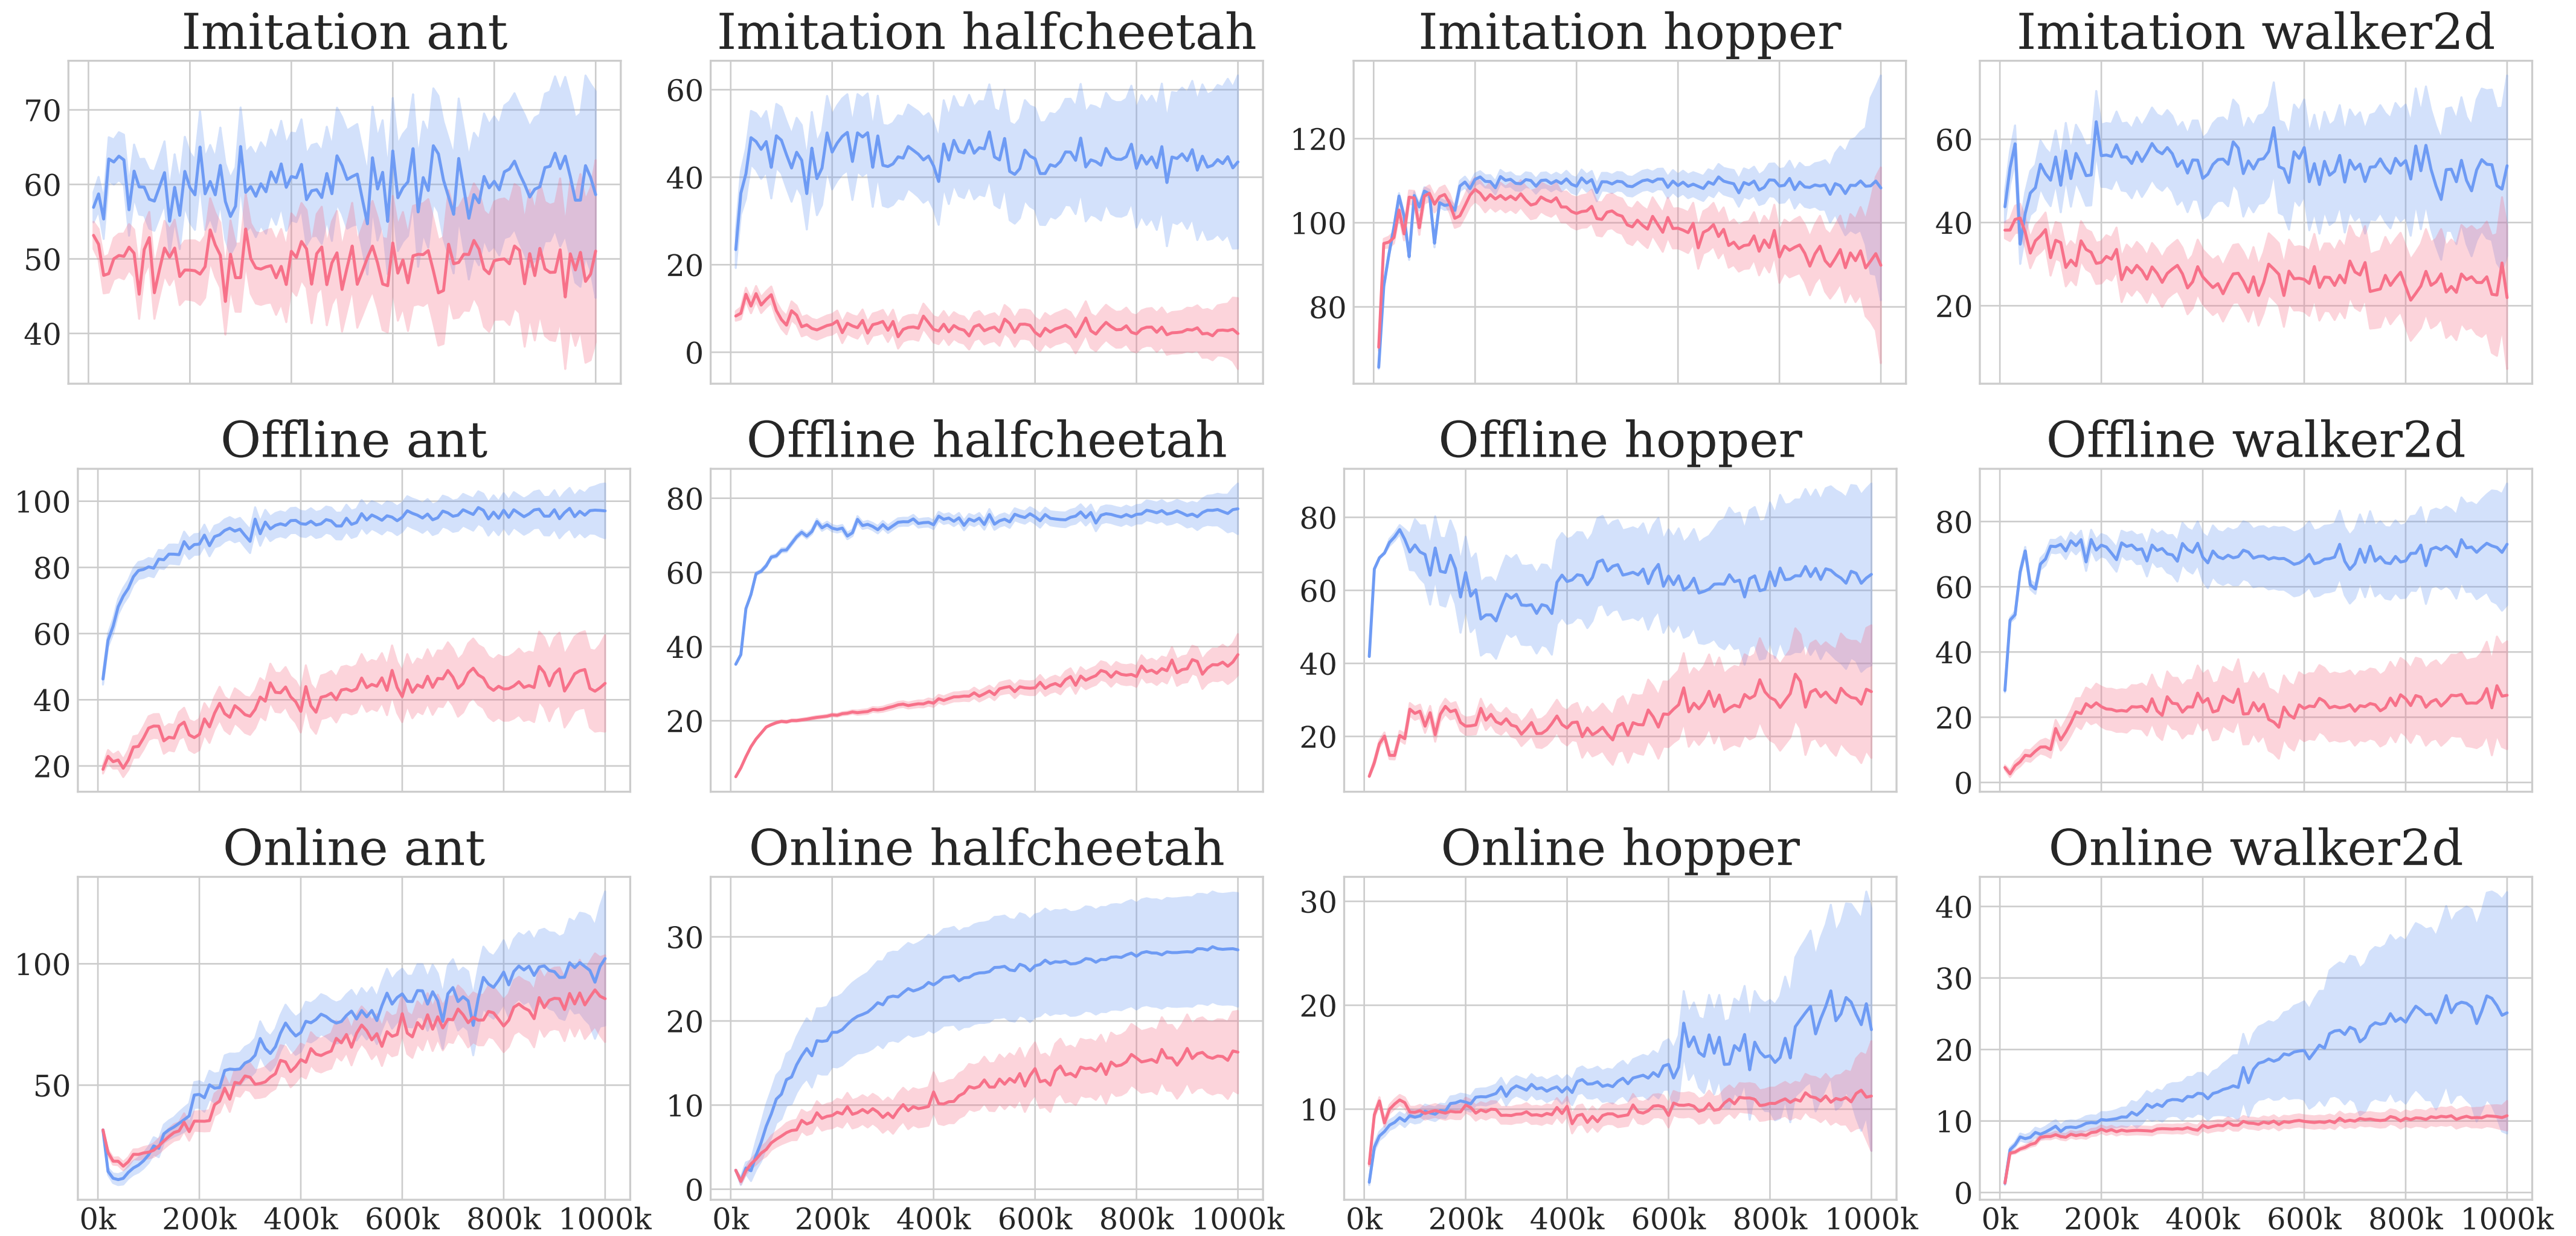 Imitation ant
Imitation halfcheetah
Imitation hopper
Imitation walker2d
70
60
50
40
60
40
20
0
120
100
80
60
40
20
Offline ant
Offline halfcheetah
Offline hopper
Offline walker2d
100
80
60
40
20
80
60
40
20
80
60
40
20
80
60
40
20
0
Online ant
Online halfcheetah
Online hopper
Online walker2d
100
50
30
20
10
0
30
20
10
40
30
20
10
0
0k 200k 400k 600k 800k 1000k
0k 200k 400k 600k 800k 1000k
0k 200k 400k 600k 800k 1000k
0k 200k 400k 600k 800k 1000k